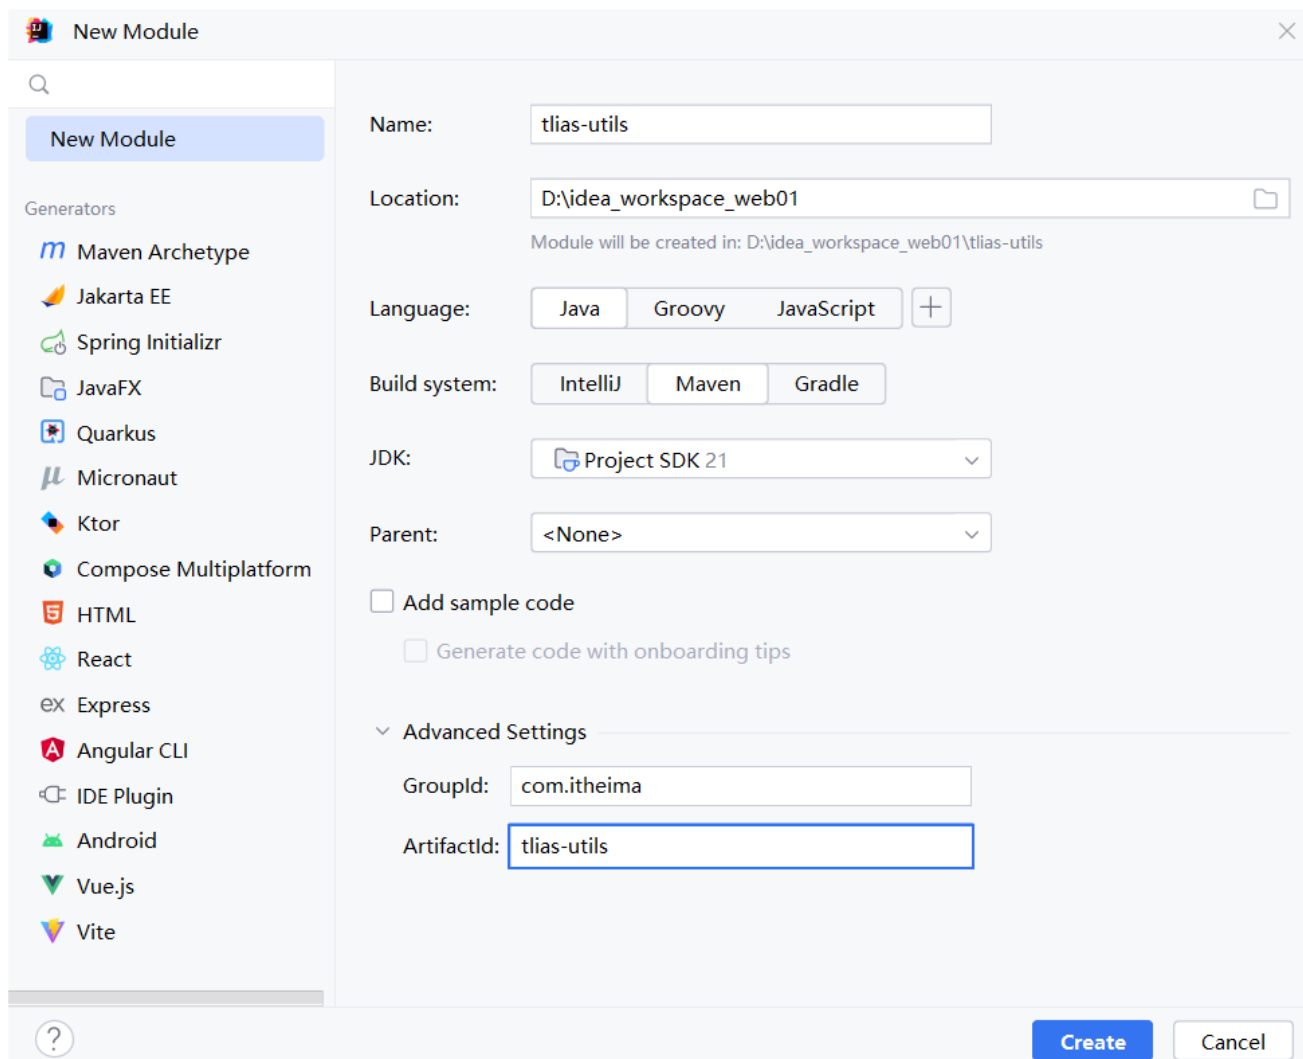 New Module
New Module
Generators
Maven Archetype
Jakarta EE
Spring Initializr
JavaFX
Quarkus
Micronaut
Ktor
Compose Multiplatform
HTML
React
ex Express
Angular CLI
IDE Plugin
Android
Vue.js
Vite
?
Name: tlias-utils
Location: D:\idea_workspace_web01
Module will be created in: D:\idea_workspace_web01\tlias-utils
Language: Java Groovy JavaScript +
Build system: IntelliJ Maven Gradle
JDK: Project SDK 21
Parent: <None>
Add sample code
Generate code with onboarding tips
Advanced Settings
GroupId: com.itheima
ArtifactId: tlias-utils
Create Cancel